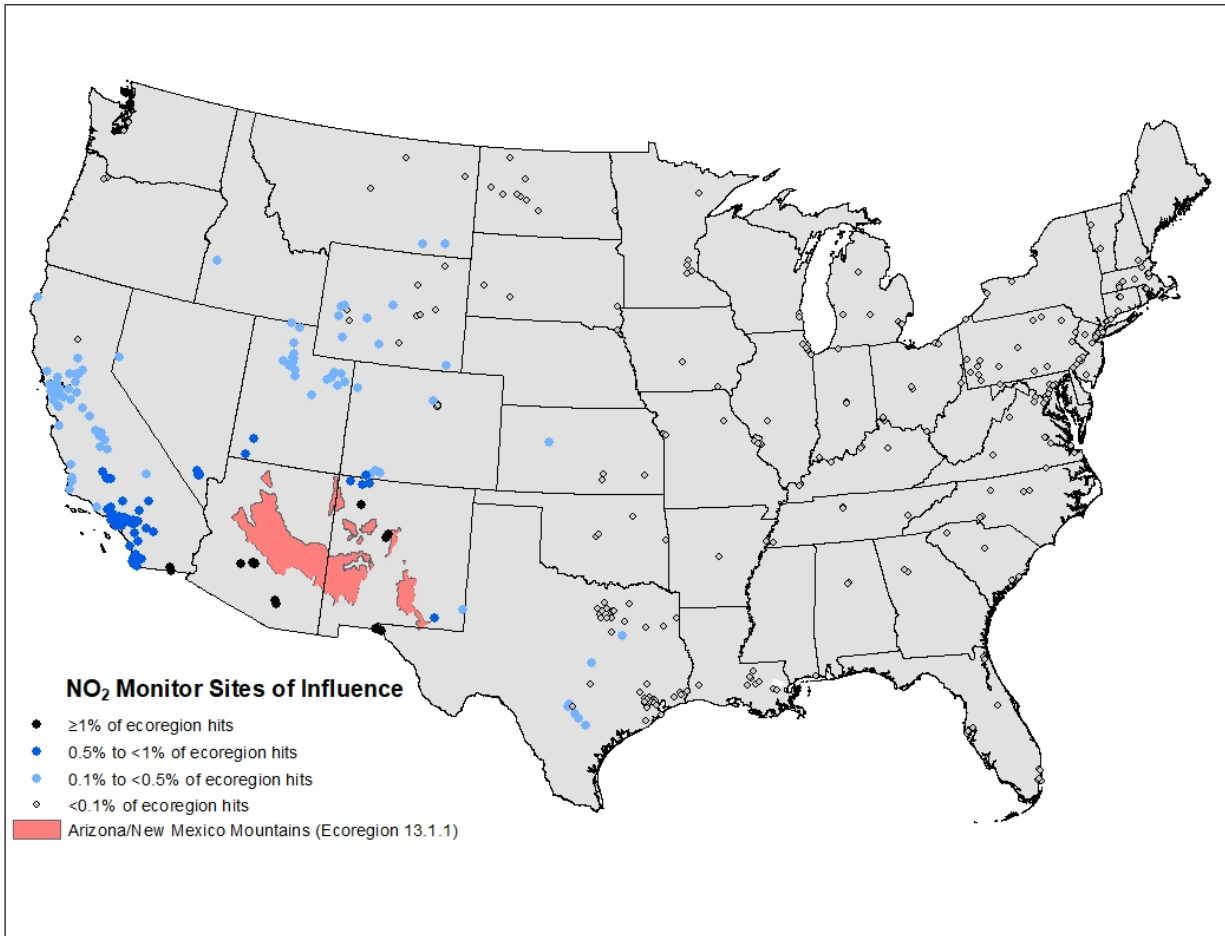 NO₂ Monitor Sites of Influence
≥1% of ecoregion hits
0.5% to <1% of ecoregion hits
0.1% to <0.5% of ecoregion hits
<0.1% of ecoregion hits
Arizona/New Mexico Mountains (Ecoregion 13.1.1)